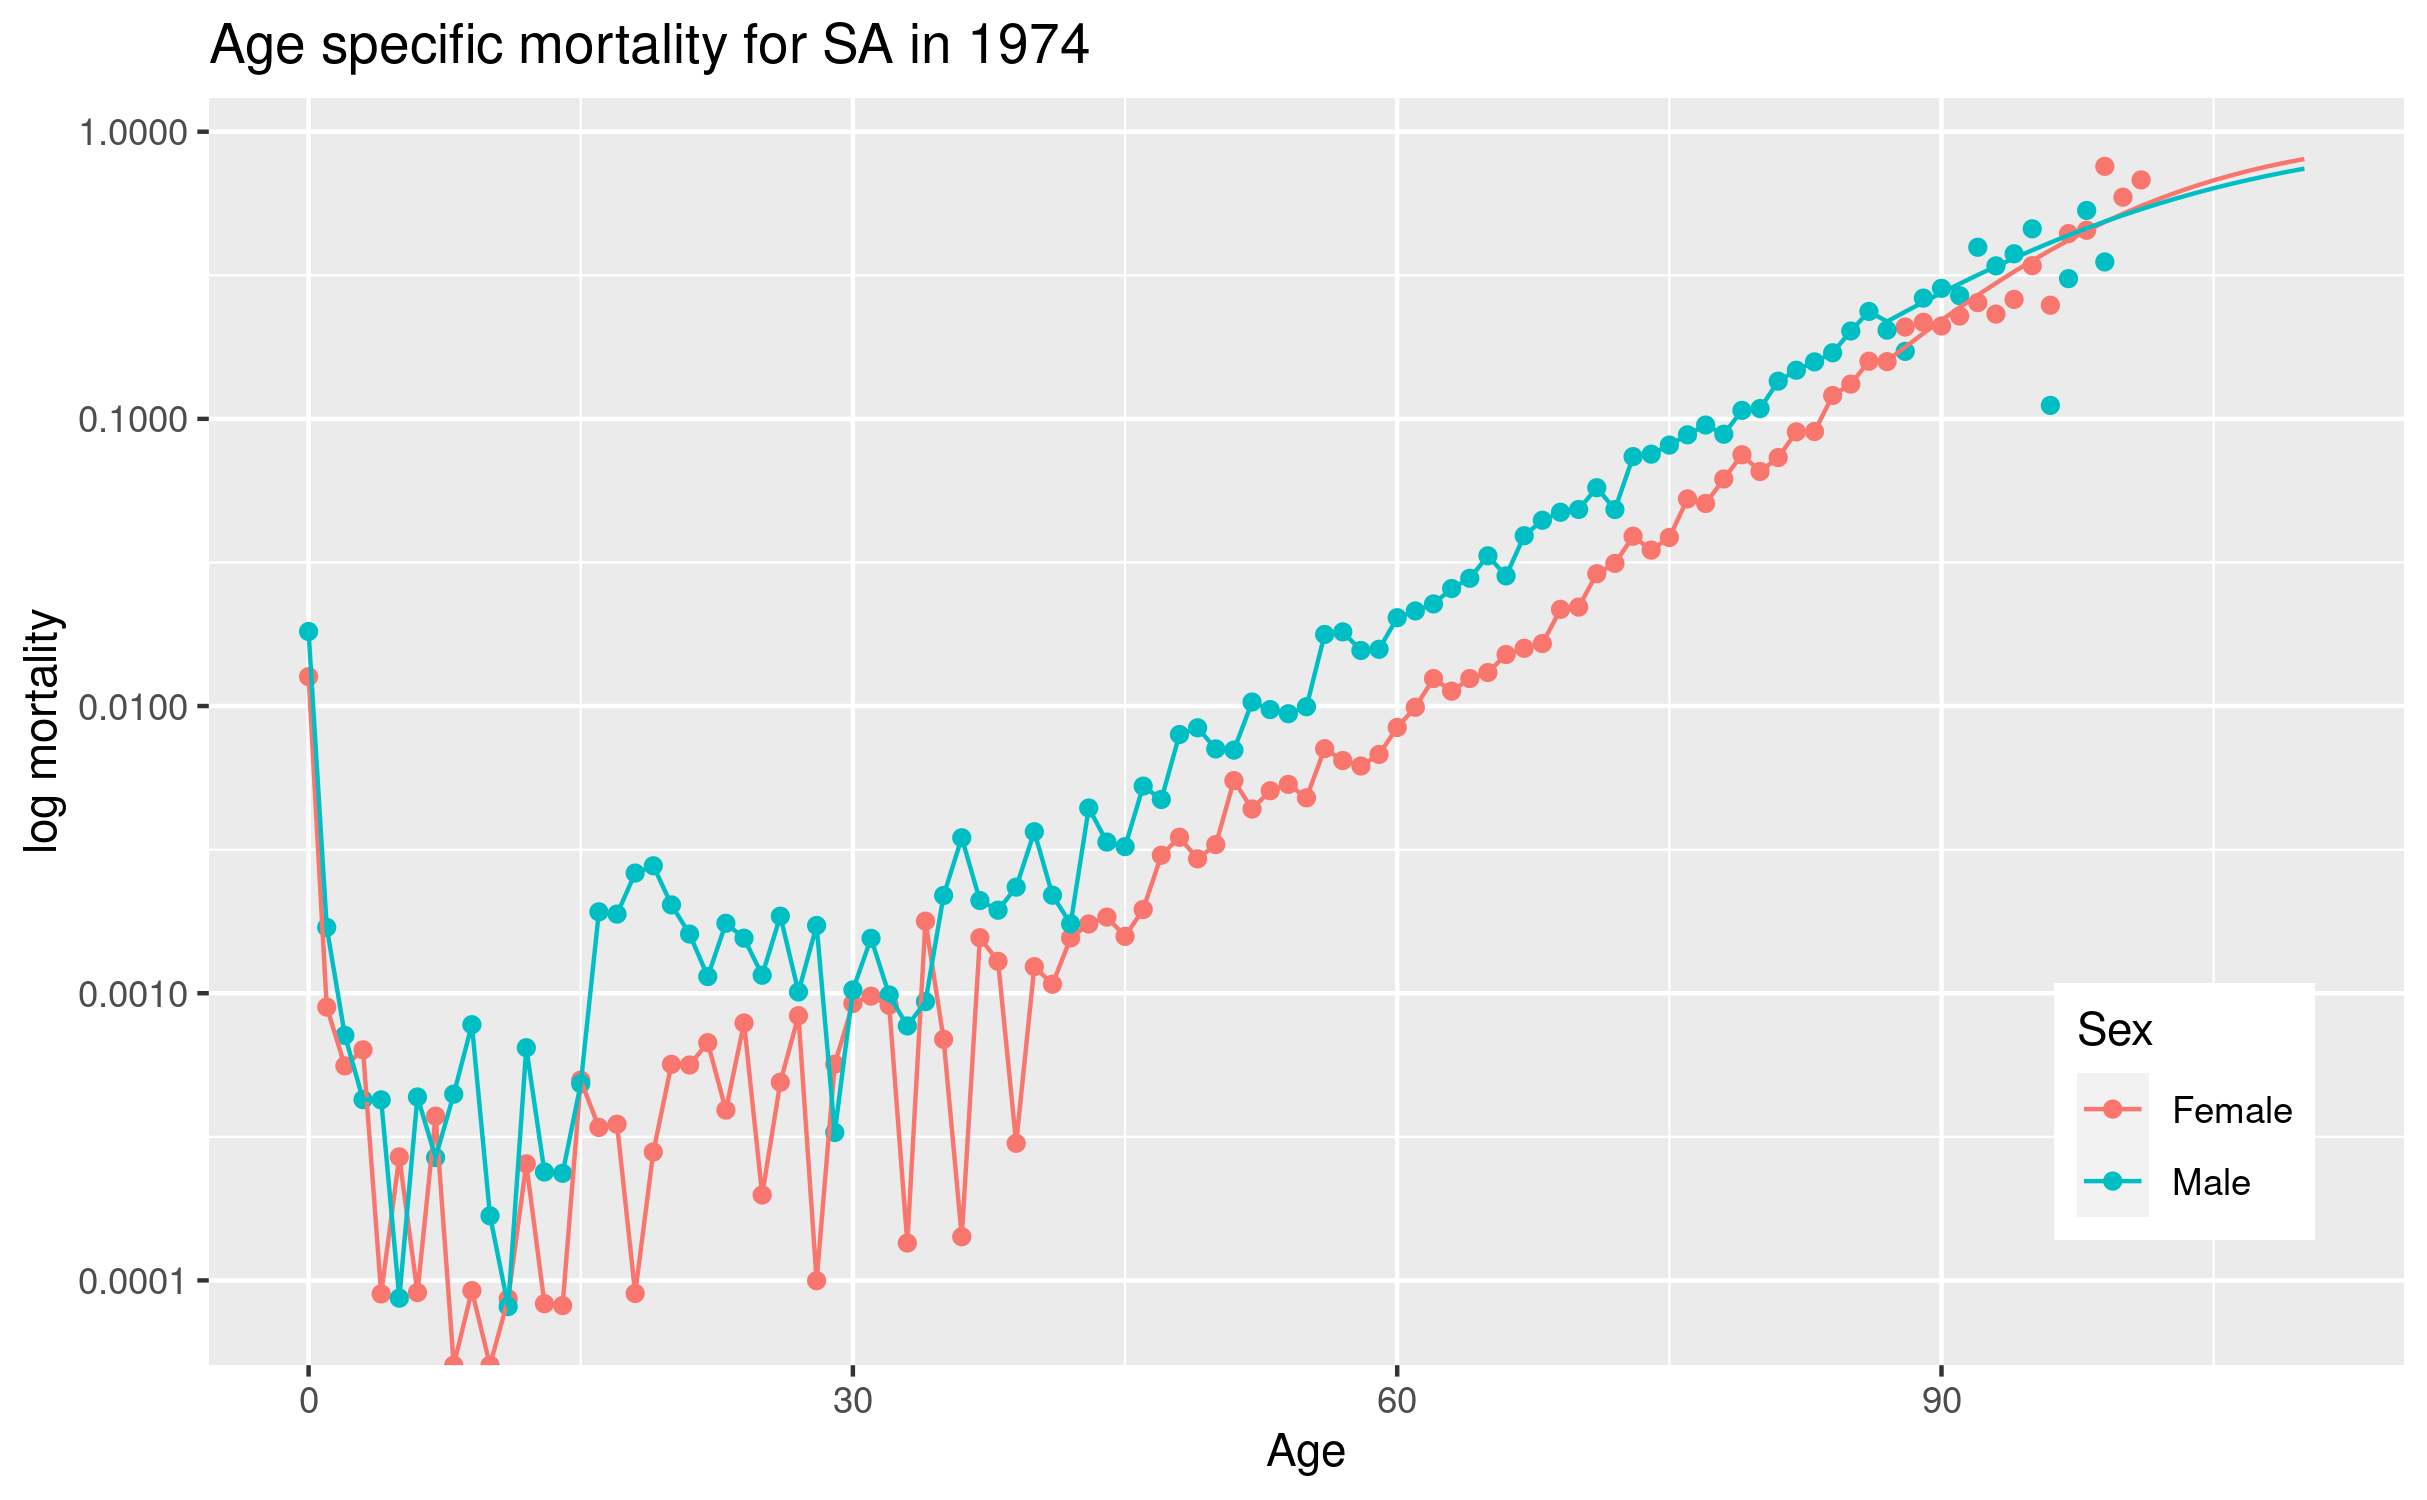 Age specific mortality for SA in 1974
1.0000
0.1000
0.0100
0.0010
0.0001
log mortality
0 30 60 90
Age
Sex
Female
Male